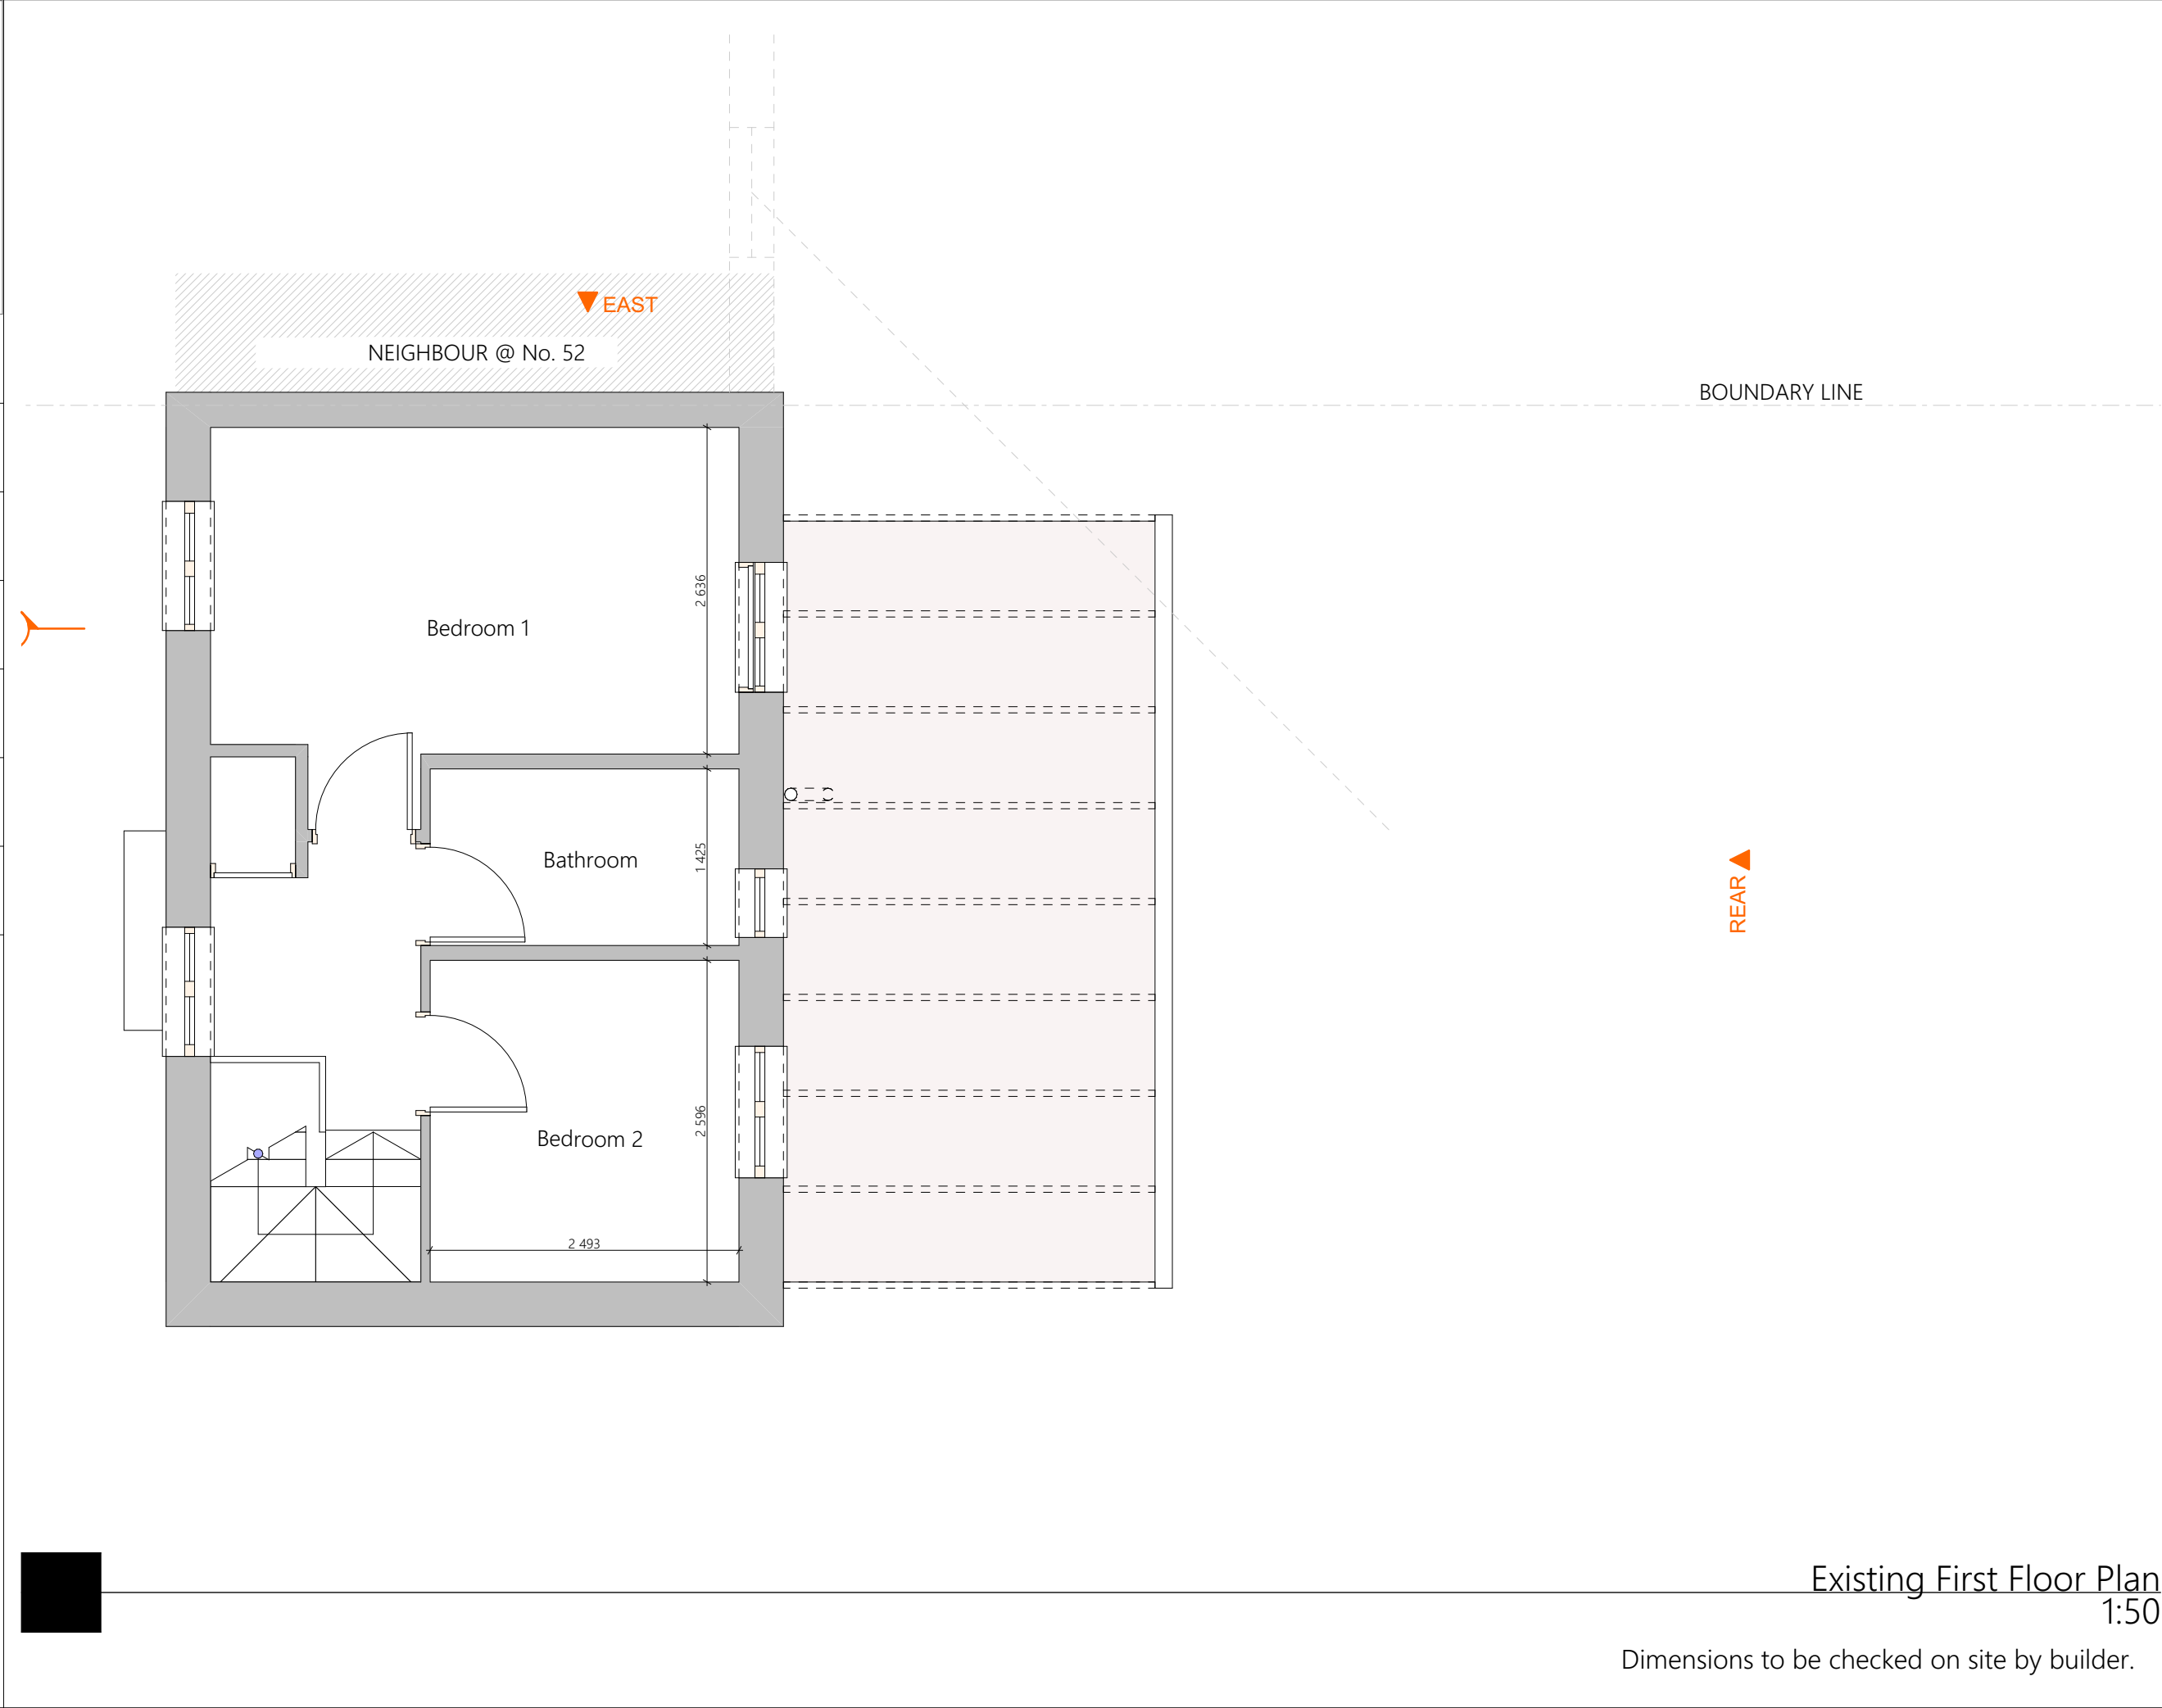 EAST
NEIGHBOUR @ No. 52
BOUNDARY LINE
2 636
Bedroom 1
1 425
Bathroom
REAR
2 596
Bedroom 2
2 493
Existing First Floor Plan
1:50
Dimensions to be checked on site by builder.